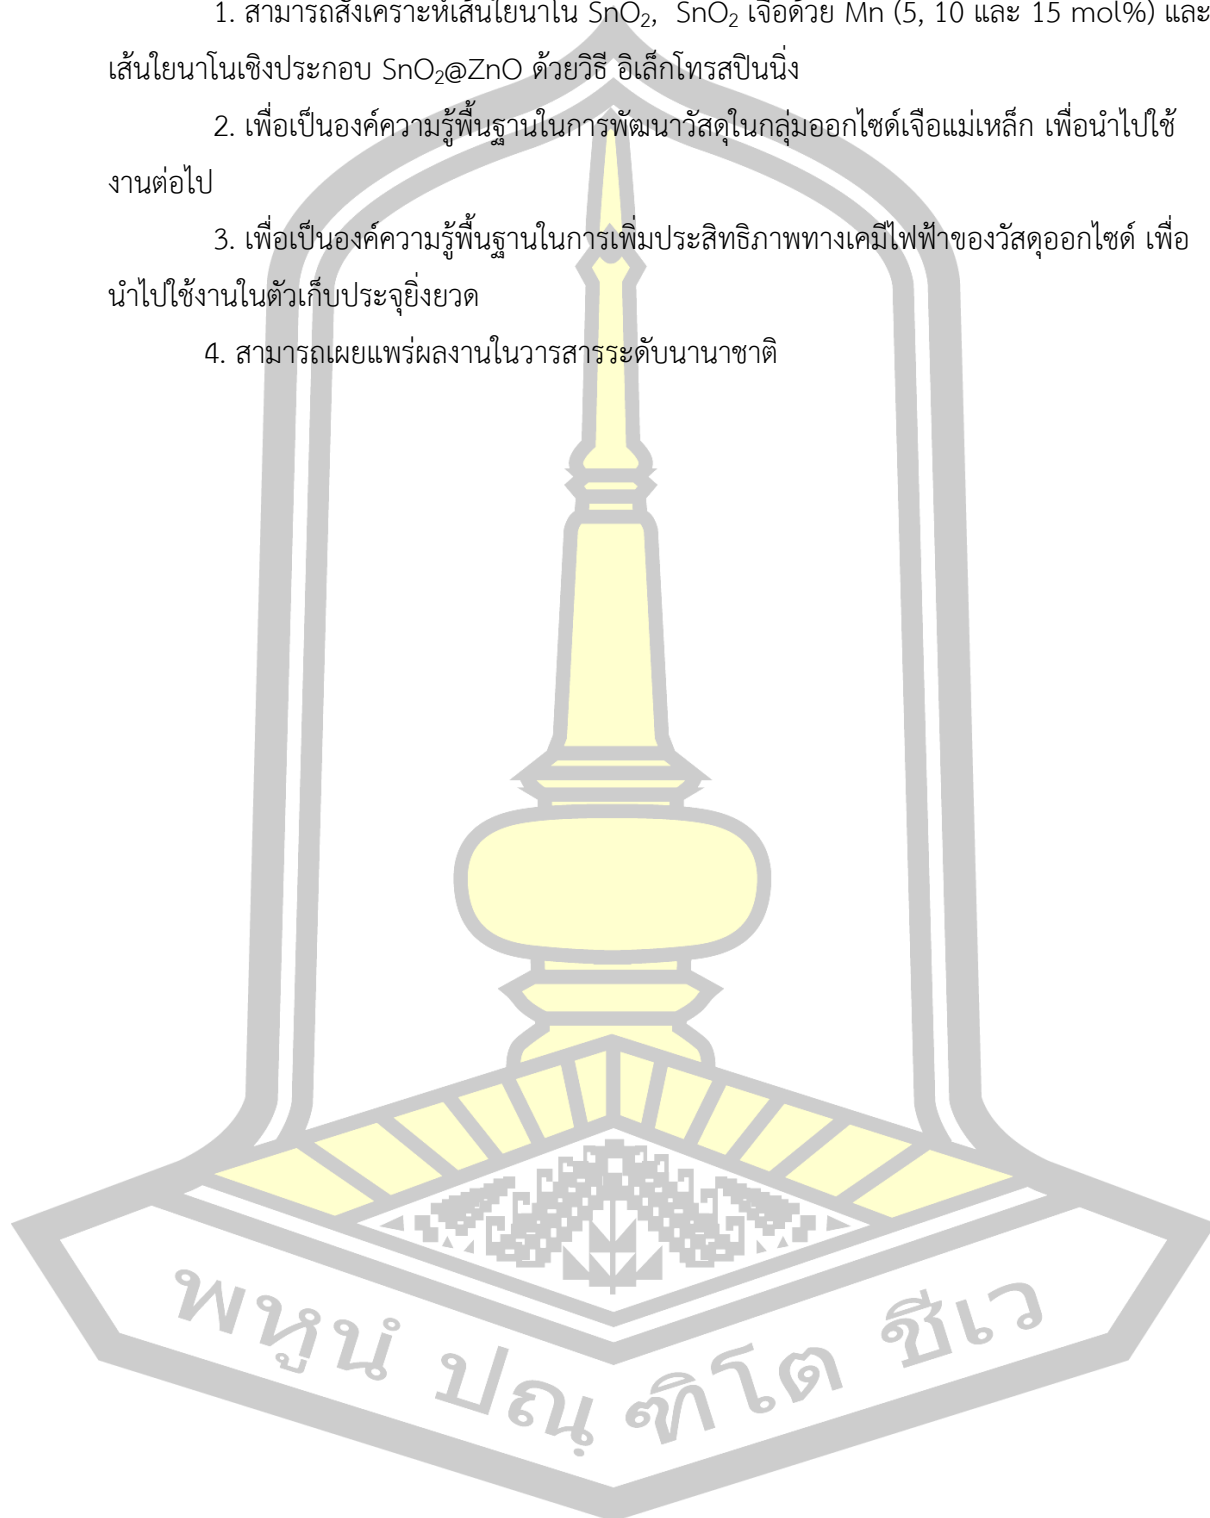 1. สามารถสังเคราะห์เส้นใยนาโน SnO₂, SnO₂ เจือด้วย Mn (5, 10 และ 15 mol%) และ
เส้นใยนาโนเชิงประกอบ SnO₂@ZnO ด้วยวิธี อิเล็กโทรสปินนิ่ง
2. เพื่อเป็นองค์ความรู้พื้นฐานในการพัฒนาวัสดุในกลุ่มออกไซด์เจือแม่เหล็ก เพื่อนำไปใช้
งานต่อไป
3. เพื่อเป็นองค์ความรู้พื้นฐานในการเพิ่มประสิทธิภาพทางเคมีไฟฟ้าของวัสดุออกไซด์ เพื่อ
นำไปใช้งานในตัวเก็บประจุยิ่งยวด
4. สามารถเผยแพร่ผลงานในวารสารระดับนานาชาติ
พหูนํ ปณฺ ฑิโต ชีเว